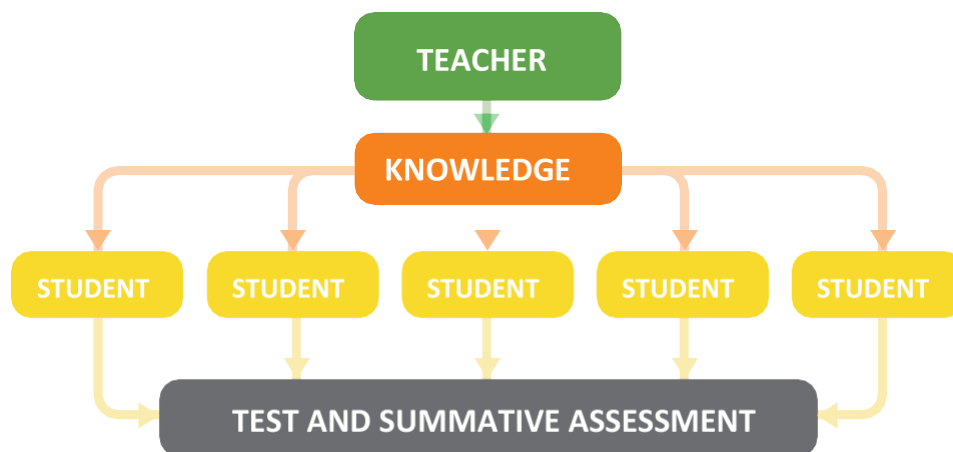 TEACHER
KNOWLEDGE
STUDENT
STUDENT
STUDENT
STUDENT
STUDENT
TEST AND SUMMATIVE ASSESSMENT